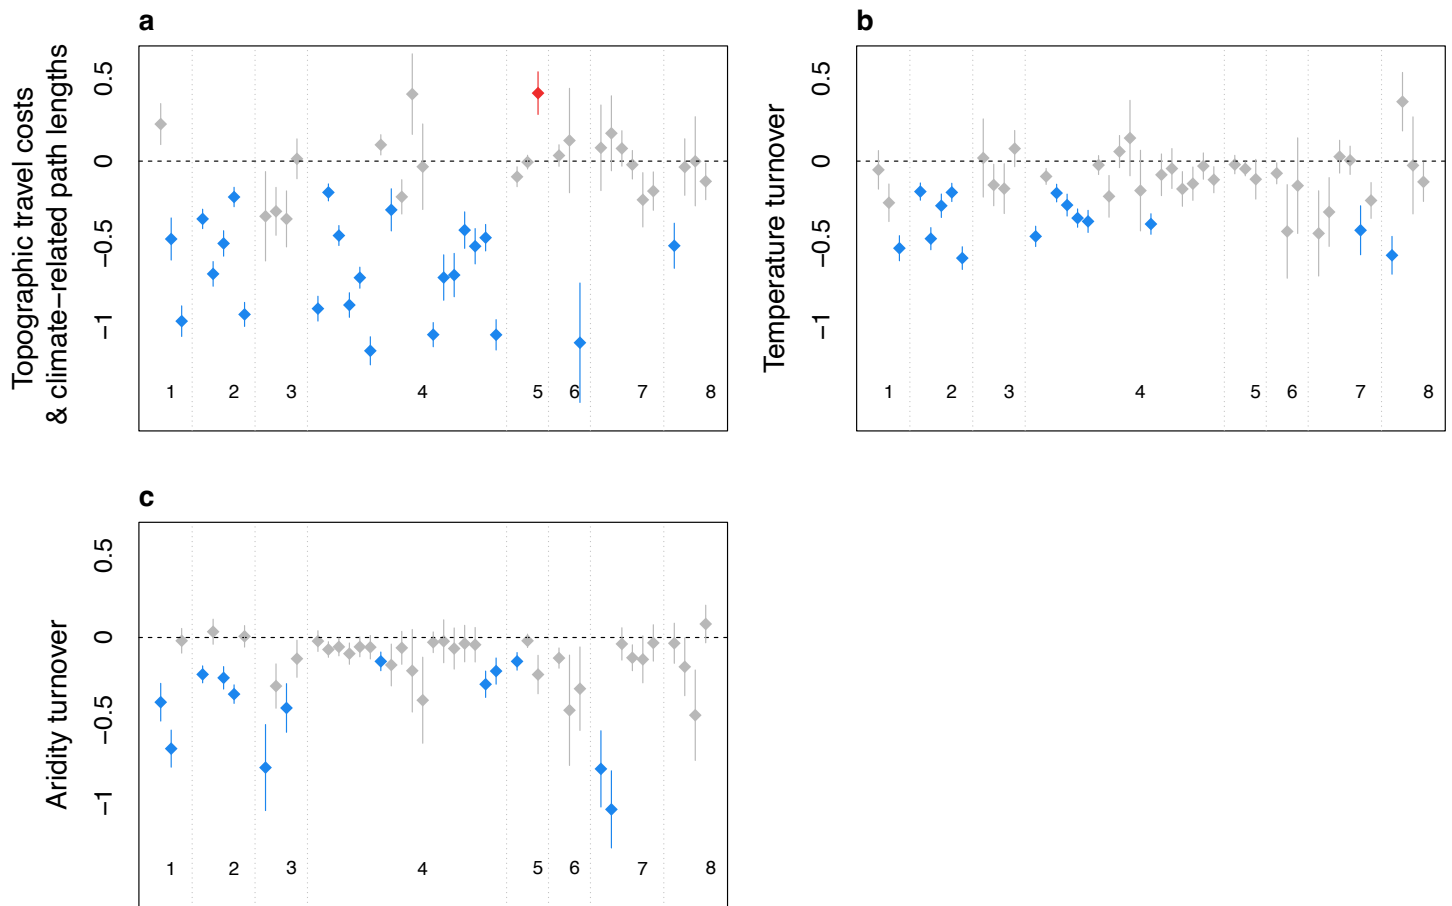 a
Topographic travel costs
& climate−related path lengths
0.5
0
−0.5
−1
1 2 3 4 5 6 7 8
b
Temperature turnover
0.5
0
−0.5
−1
1 2 3 4 5 6 7 8
c
Aridity turnover
0.5
0
−0.5
−1
1 2 3 4 5 6 7 8